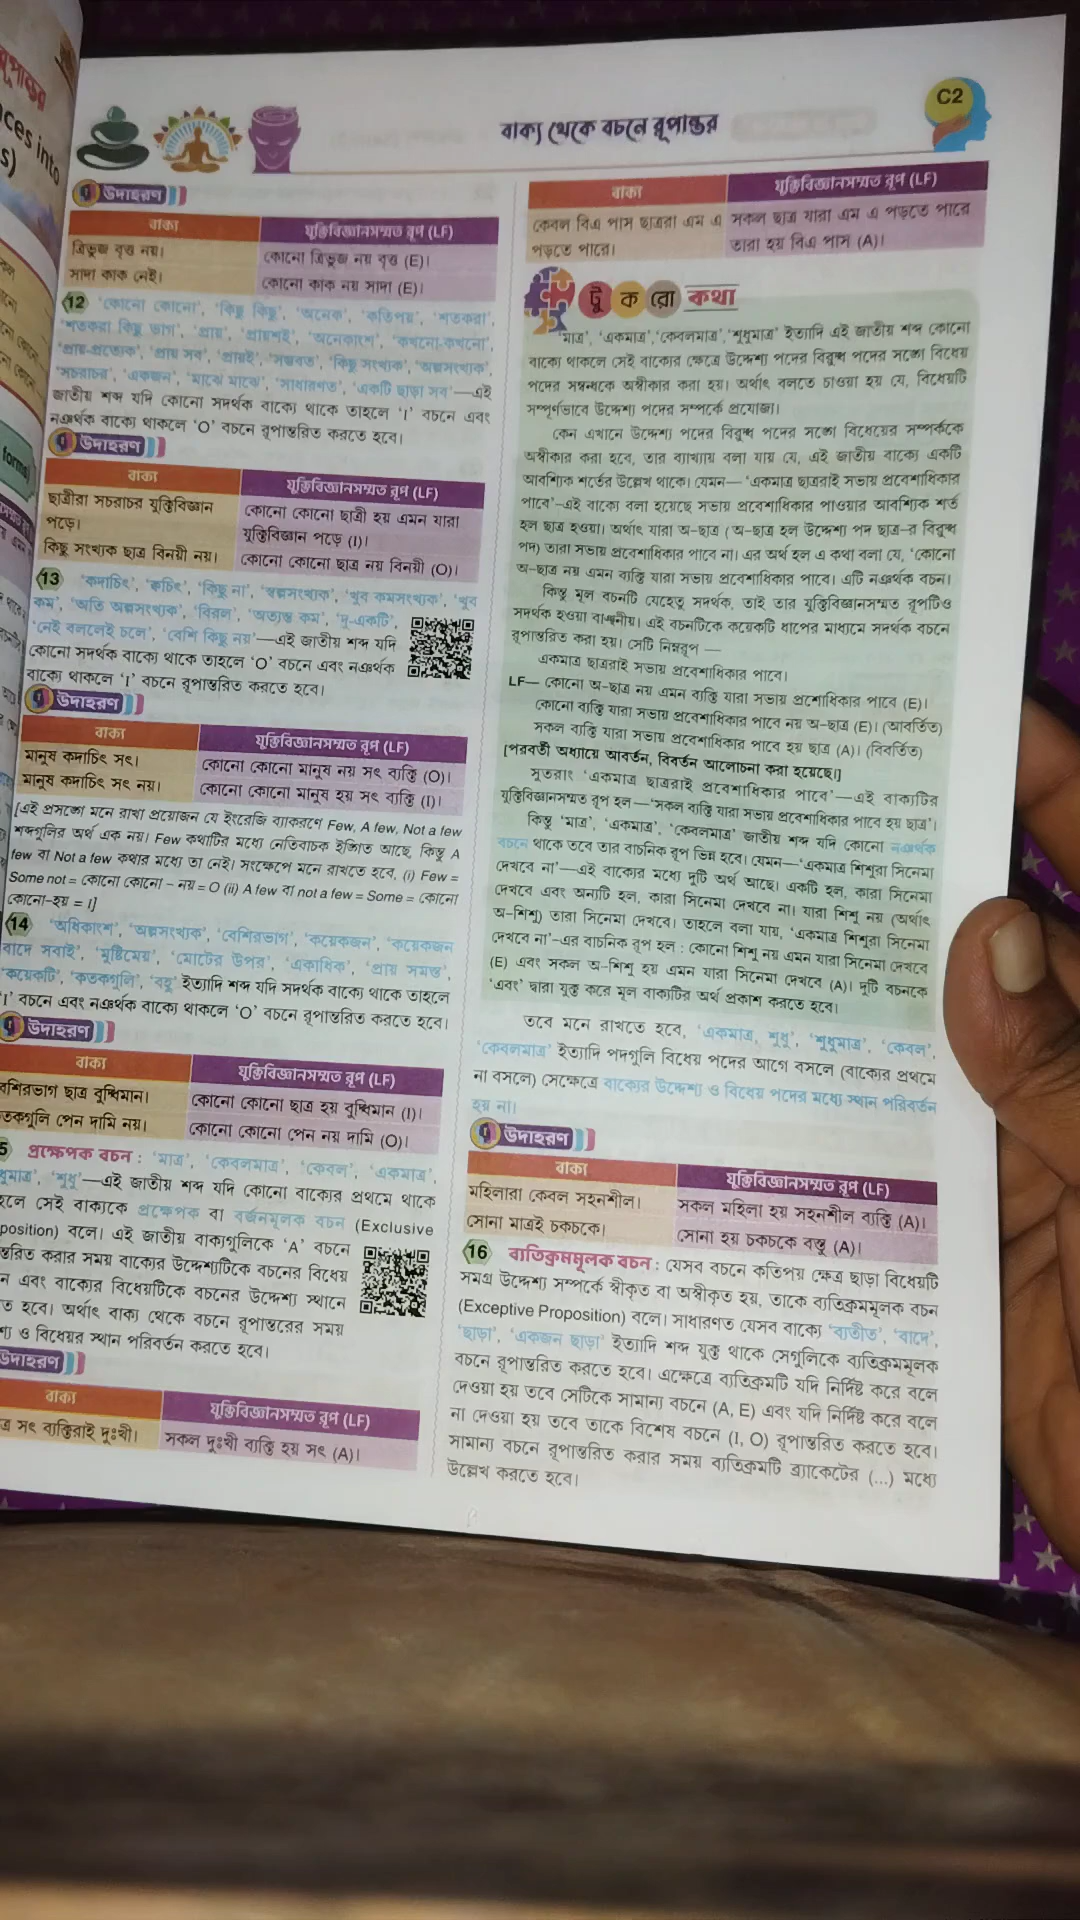 রূপান্তর
ces into
s)
forms)
C2
বাক্য থেকে বচনে রূপান্তর
উদাহরণ
বাক্য
যুক্তিবিজ্ঞানসম্মত রূপ (LF)
ত্রিভুজ বৃত্ত নয়।
কোনো ত্রিভুজ নয় বৃত্ত (E)।
সাদা কাক নেই।
কোনো কাক নয় সাদা (E)।
12 'কোনো কোনো', 'কিছু কিছু', 'অনেক', 'কতিপয়', 'শতকরা',
'শতকরা কিছু ভাগ', 'প্রায়', 'প্রায়শই', 'অনেকাংশে', 'কখনো-কখনো',
'প্রায়-প্রত্যেক', 'প্রায় সব', 'প্রায়ই', 'সম্ভবত', 'কিছু সংখ্যক', 'অল্পসংখ্যক',
'সচরাচর', 'একজন', 'মাঝে মাঝে', 'সাধারণত', 'একটি ছাড়া সব'—এই
জাতীয় শব্দ যদি কোনো সদর্থক বাক্যে থাকে তাহলে 'I' বচনে এবং
নঞর্থক বাক্যে থাকলে 'O' বচনে রূপান্তরিত করতে হবে।
উদাহরণ
বাক্য
যুক্তিবিজ্ঞানসম্মত রূপ (LF)
ছাত্রীরা সচরাচর যুক্তিবিজ্ঞান
পড়ে।
কোনো কোনো ছাত্রী হয় এমন যারা
যুক্তিবিজ্ঞান পড়ে (I)।
কিছু সংখ্যক ছাত্র বিনয়ী নয়।
কোনো কোনো ছাত্র নয় বিনয়ী (O)।
13 'কদাচিৎ', 'ক্বচিৎ', 'কিছু না', 'স্বল্পসংখ্যক', 'খুব কমসংখ্যক', 'খুব
কম', 'অতি অল্পসংখ্যক', 'বিরল', 'অত্যন্ত কম', 'দু-একটি',
'নেই বললেই চলে', 'বেশি কিছু নয়'—এই জাতীয় শব্দ যদি
কোনো সদর্থক বাক্যে থাকে তাহলে 'O' বচনে এবং নঞর্থক
বাক্যে থাকলে 'I' বচনে রূপান্তরিত করতে হবে।
উদাহরণ
বাক্য
যুক্তিবিজ্ঞানসম্মত রূপ (LF)
মানুষ কদাচিৎ সৎ।
কোনো কোনো মানুষ নয় সৎ ব্যক্তি (O)।
মানুষ কদাচিৎ সৎ নয়।
কোনো কোনো মানুষ হয় সৎ ব্যক্তি (I)।
[এই প্রসঙ্গে মনে রাখা প্রয়োজন যে ইংরেজি ব্যাকরণে Few, A few, Not a few
শব্দগুলির অর্থ এক নয়। Few কথাটির মধ্যে নেতিবাচক ইঙ্গিত আছে, কিন্তু A
few বা Not a few কথার মধ্যে তা নেই। সংক্ষেপে মনে রাখতে হবে, (i) Few =
Some not = কোনো কোনো - নয় = O (ii) A few বা not a few = Some = কোনো
কোনো-হয় = I]
14 'অধিকাংশ', 'অল্পসংখ্যক', 'বেশিরভাগ', 'কয়েকজন', 'কয়েকজন
বাদে সবাই', 'মুষ্টিমেয়', 'মোটের উপর', 'একাধিক', 'প্রায় সমস্ত',
'কয়েকটি', 'কতকগুলি', 'বহু' ইত্যাদি শব্দ যদি সদর্থক বাক্যে থাকে তাহলে
'I' বচনে এবং নঞর্থক বাক্যে থাকলে 'O' বচনে রূপান্তরিত করতে হবে।
উদাহরণ
বাক্য
যুক্তিবিজ্ঞানসম্মত রূপ (LF)
বেশিরভাগ ছাত্র বুদ্ধিমান।
কোনো কোনো ছাত্র হয় বুদ্ধিমান (I)।
তকগুলি পেন দামি নয়।
কোনো কোনো পেন নয় দামি (O)।
5 প্রক্ষেপক বচন : 'মাত্র', 'কেবলমাত্র', 'কেবল', 'একমাত্র',
ধুমাত্র', 'শুধু'—এই জাতীয় শব্দ যদি কোনো বাক্যের প্রথমে থাকে
হলে সেই বাক্যকে প্রক্ষেপক বা বর্জনমূলক বচন (Exclusive
position) বলে। এই জাতীয় বাক্যগুলিকে 'A' বচনে
ন্তরিত করার সময় বাক্যের উদ্দেশ্যটিকে বচনের বিধেয়
ন এবং বাক্যের বিধেয়টিকে বচনের উদ্দেশ্য স্থানে
ত হবে। অর্থাৎ বাক্য থেকে বচনে রূপান্তরের সময়
শ্য ও বিধেয়ের স্থান পরিবর্তন করতে হবে।
উদাহরণ
বাক্য
যুক্তিবিজ্ঞানসম্মত রূপ (LF)
ত্র সৎ ব্যক্তিরাই দুঃখী।
সকল দুঃখী ব্যক্তি হয় সৎ (A)।
বাক্য
যুক্তিবিজ্ঞানসম্মত রূপ (LF)
কেবল বিএ পাস ছাত্ররা এম এ
পড়তে পারে।
সকল ছাত্র যারা এম এ পড়তে পারে
তারা হয় বিএ পাস (A)।
টুকরো কথা
'মাত্র', 'একমাত্র', 'কেবলমাত্র', 'শুধুমাত্র' ইত্যাদি এই জাতীয় শব্দ কোনো
বাক্যে থাকলে সেই বাক্যের ক্ষেত্রে উদ্দেশ্য পদের বিরুদ্ধ পদের সঙ্গে বিধেয়
পদের সম্বন্ধকে অস্বীকার করা হয়। অর্থাৎ বলতে চাওয়া হয় যে, বিধেয়টি
সম্পূর্ণভাবে উদ্দেশ্য পদের সম্পর্কে প্রযোজ্য।
কেন এখানে উদ্দেশ্য পদের বিরুদ্ধ পদের সঙ্গে বিধেয়ের সম্পর্ককে
অস্বীকার করা হবে, তার ব্যাখ্যায় বলা যায় যে, এই জাতীয় বাক্যে একটি
আবশ্যিক শর্তের উল্লেখ থাকে। যেমন— 'একমাত্র ছাত্ররাই সভায় প্রবেশাধিকার
পাবে'-এই বাক্যে বলা হয়েছে সভায় প্রবেশাধিকার পাওয়ার আবশ্যিক শর্ত
হল ছাত্র হওয়া। অর্থাৎ যারা অ-ছাত্র (অ-ছাত্র হল উদ্দেশ্য পদ ছাত্র-র বিরুদ্ধ
পদ) তারা সভায় প্রবেশাধিকার পাবে না। এর অর্থ হল এ কথা বলা যে, 'কোনো
অ-ছাত্র নয় এমন ব্যক্তি যারা সভায় প্রবেশাধিকার পাবে। এটি নঞর্থক বচন।
কিন্তু মূল বচনটি যেহেতু সদর্থক, তাই তার যুক্তিবিজ্ঞানসম্মত রূপটিও
সদর্থক হওয়া বাঞ্ছনীয়। এই বচনটিকে কয়েকটি ধাপের মাধ্যমে সদর্থক বচনে
রূপান্তরিত করা হয়। সেটি নিম্নরূপ —
একমাত্র ছাত্ররাই সভায় প্রবেশাধিকার পাবে।
LF— কোনো অ-ছাত্র নয় এমন ব্যক্তি যারা সভায় প্রশোধিকার পাবে (E)।
কোনো ব্যক্তি যারা সভায় প্রবেশাধিকার পাবে নয় অ-ছাত্র (E)। (আবর্তিত)
সকল ব্যক্তি যারা সভায় প্রবেশাধিকার পাবে হয় ছাত্র (A)। (বিবর্তিত)
[পরবর্তী অধ্যায়ে আবর্তন, বিবর্তন আলোচনা করা হয়েছে।]
সুতরাং 'একমাত্র ছাত্ররাই প্রবেশাধিকার পাবে'—এই বাক্যটির
যুক্তিবিজ্ঞানসম্মত রূপ হল—'সকল ব্যক্তি যারা সভায় প্রবেশাধিকার পাবে হয় ছাত্র'।
কিন্তু 'মাত্র', 'একমাত্র', 'কেবলমাত্র' জাতীয় শব্দ যদি কোনো নঞর্থক
বচনে থাকে তবে তার বাচনিক রূপ ভিন্ন হবে। যেমন—'একমাত্র শিশুরা সিনেমা
দেখবে না'—এই বাক্যের মধ্যে দুটি অর্থ আছে। একটি হল, কারা সিনেমা
দেখবে এবং অন্যটি হল, কারা সিনেমা দেখবে না। যারা শিশু নয় (অর্থাৎ
অ-শিশু) তারা সিনেমা দেখবে। তাহলে বলা যায়, 'একমাত্র শিশুরা সিনেমা
দেখবে না'-এর বাচনিক রূপ হল : কোনো শিশু নয় এমন যারা সিনেমা দেখবে
(E) এবং সকল অ-শিশু হয় এমন যারা সিনেমা দেখবে (A)। দুটি বচনকে
'এবং' দ্বারা যুক্ত করে মূল বাক্যটির অর্থ প্রকাশ করতে হবে।
তবে মনে রাখতে হবে, 'একমাত্র, শুধু', 'শুধুমাত্র', 'কেবল',
'কেবলমাত্র' ইত্যাদি পদগুলি বিধেয় পদের আগে বসলে (বাক্যের প্রথমে
না বসলে) সেক্ষেত্রে বাক্যের উদ্দেশ্য ও বিধেয় পদের মধ্যে স্থান পরিবর্তন
হয় না।
উদাহরণ
বাক্য
যুক্তিবিজ্ঞানসম্মত রূপ (LF)
মহিলারা কেবল সহনশীল।
সকল মহিলা হয় সহনশীল ব্যক্তি (A)।
সোনা মাত্রই চকচকে।
সোনা হয় চকচকে বস্তু (A)।
16 ব্যতিক্রমমূলক বচন : যেসব বচনে কতিপয় ক্ষেত্র ছাড়া বিধেয়টি
সমগ্র উদ্দেশ্য সম্পর্কে স্বীকৃত বা অস্বীকৃত হয়, তাকে ব্যতিক্রমমূলক বচন
(Exceptive Proposition) বলে। সাধারণত যেসব বাক্যে 'ব্যতীত', 'বাদে',
'ছাড়া', 'একজন ছাড়া' ইত্যাদি শব্দ যুক্ত থাকে সেগুলিকে ব্যতিক্রমমূলক
বচনে রূপান্তরিত করতে হবে। এক্ষেত্রে ব্যতিক্রমটি যদি নির্দিষ্ট করে বলে
দেওয়া হয় তবে সেটিকে সামান্য বচনে (A, E) এবং যদি নির্দিষ্ট করে বলে
না দেওয়া হয় তবে তাকে বিশেষ বচনে (I, O) রূপান্তরিত করতে হবে।
সামান্য বচনে রূপান্তরিত করার সময় ব্যতিক্রমটি ব্র্যাকেটের (...) মধ্যে
উল্লেখ করতে হবে।